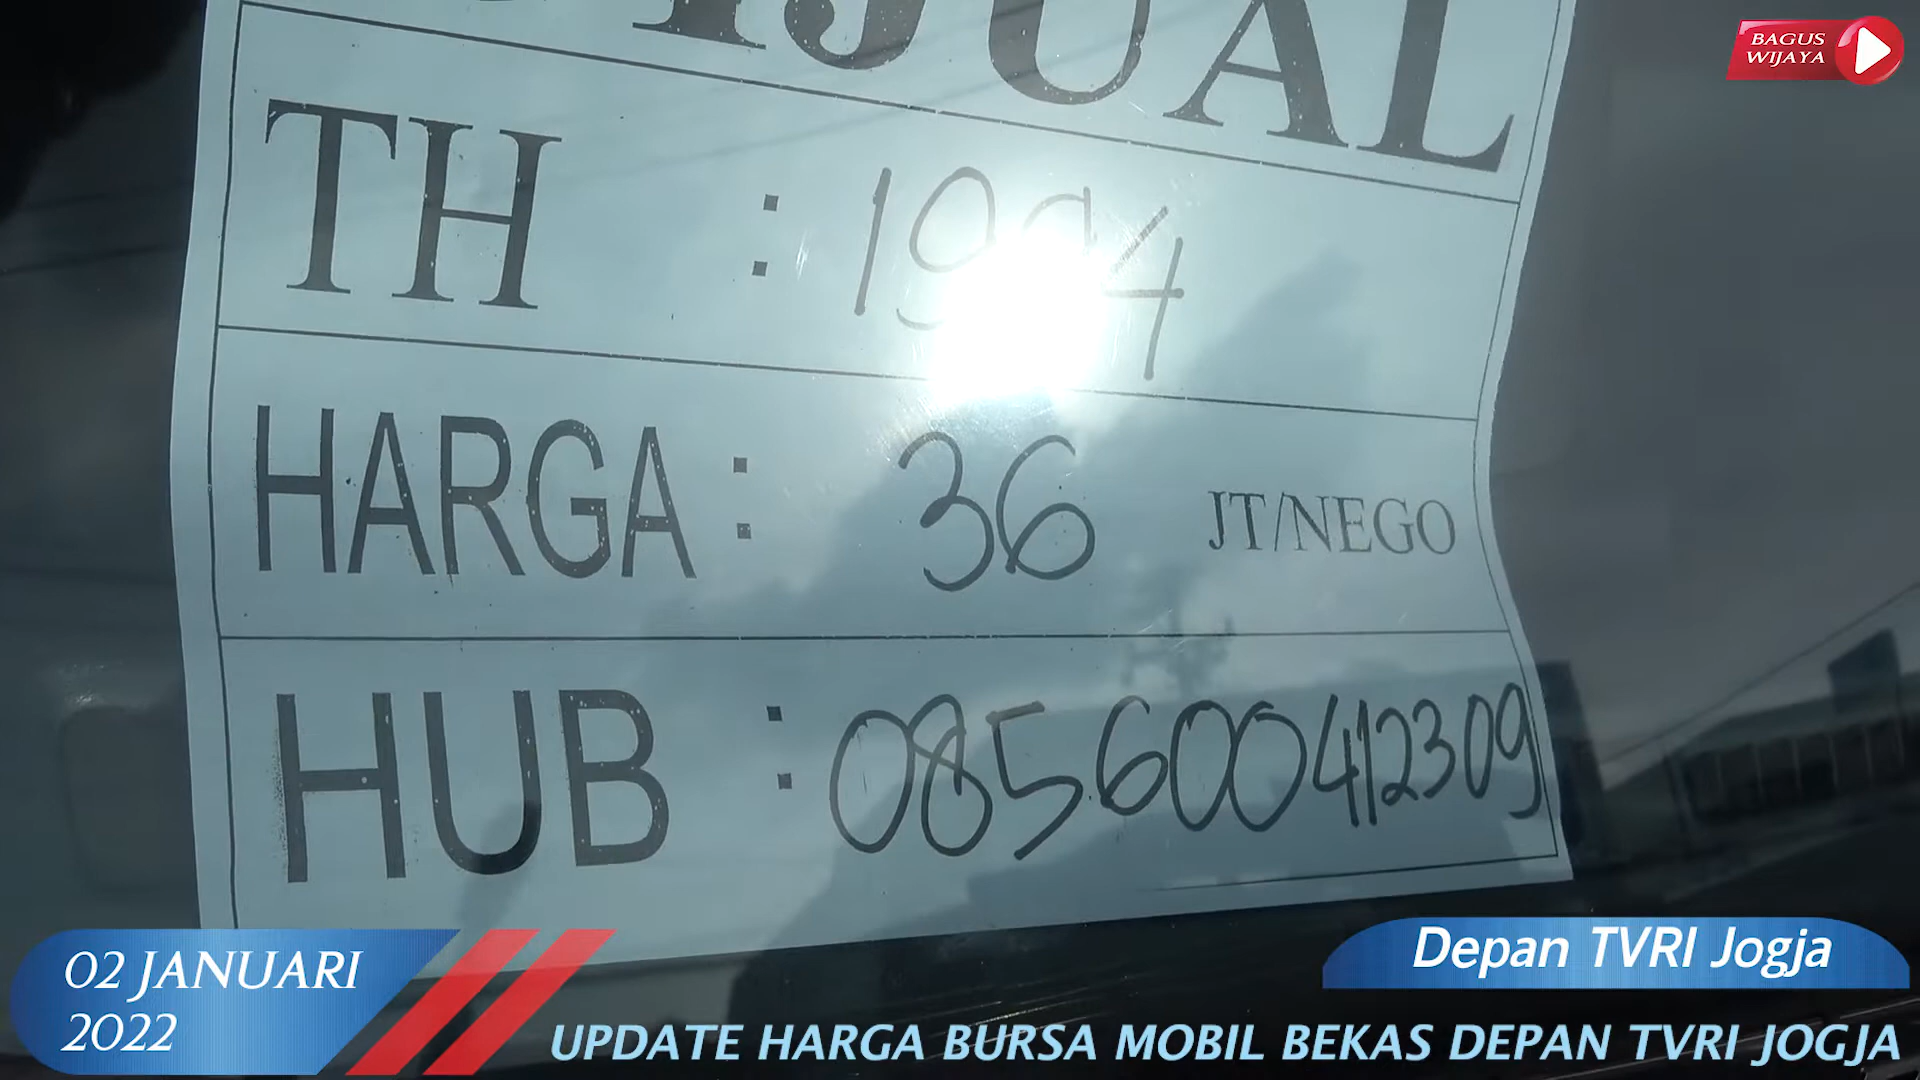 BAGUS
WIJAYA
DIJUAL
TH : 1994
HARGA : 36 JT/NEGO
HUB : 085600412309
02 JANUARI
2022
Depan TVRI Jogja
UPDATE HARGA BURSA MOBIL BEKAS DEPAN TVRI JOGJA